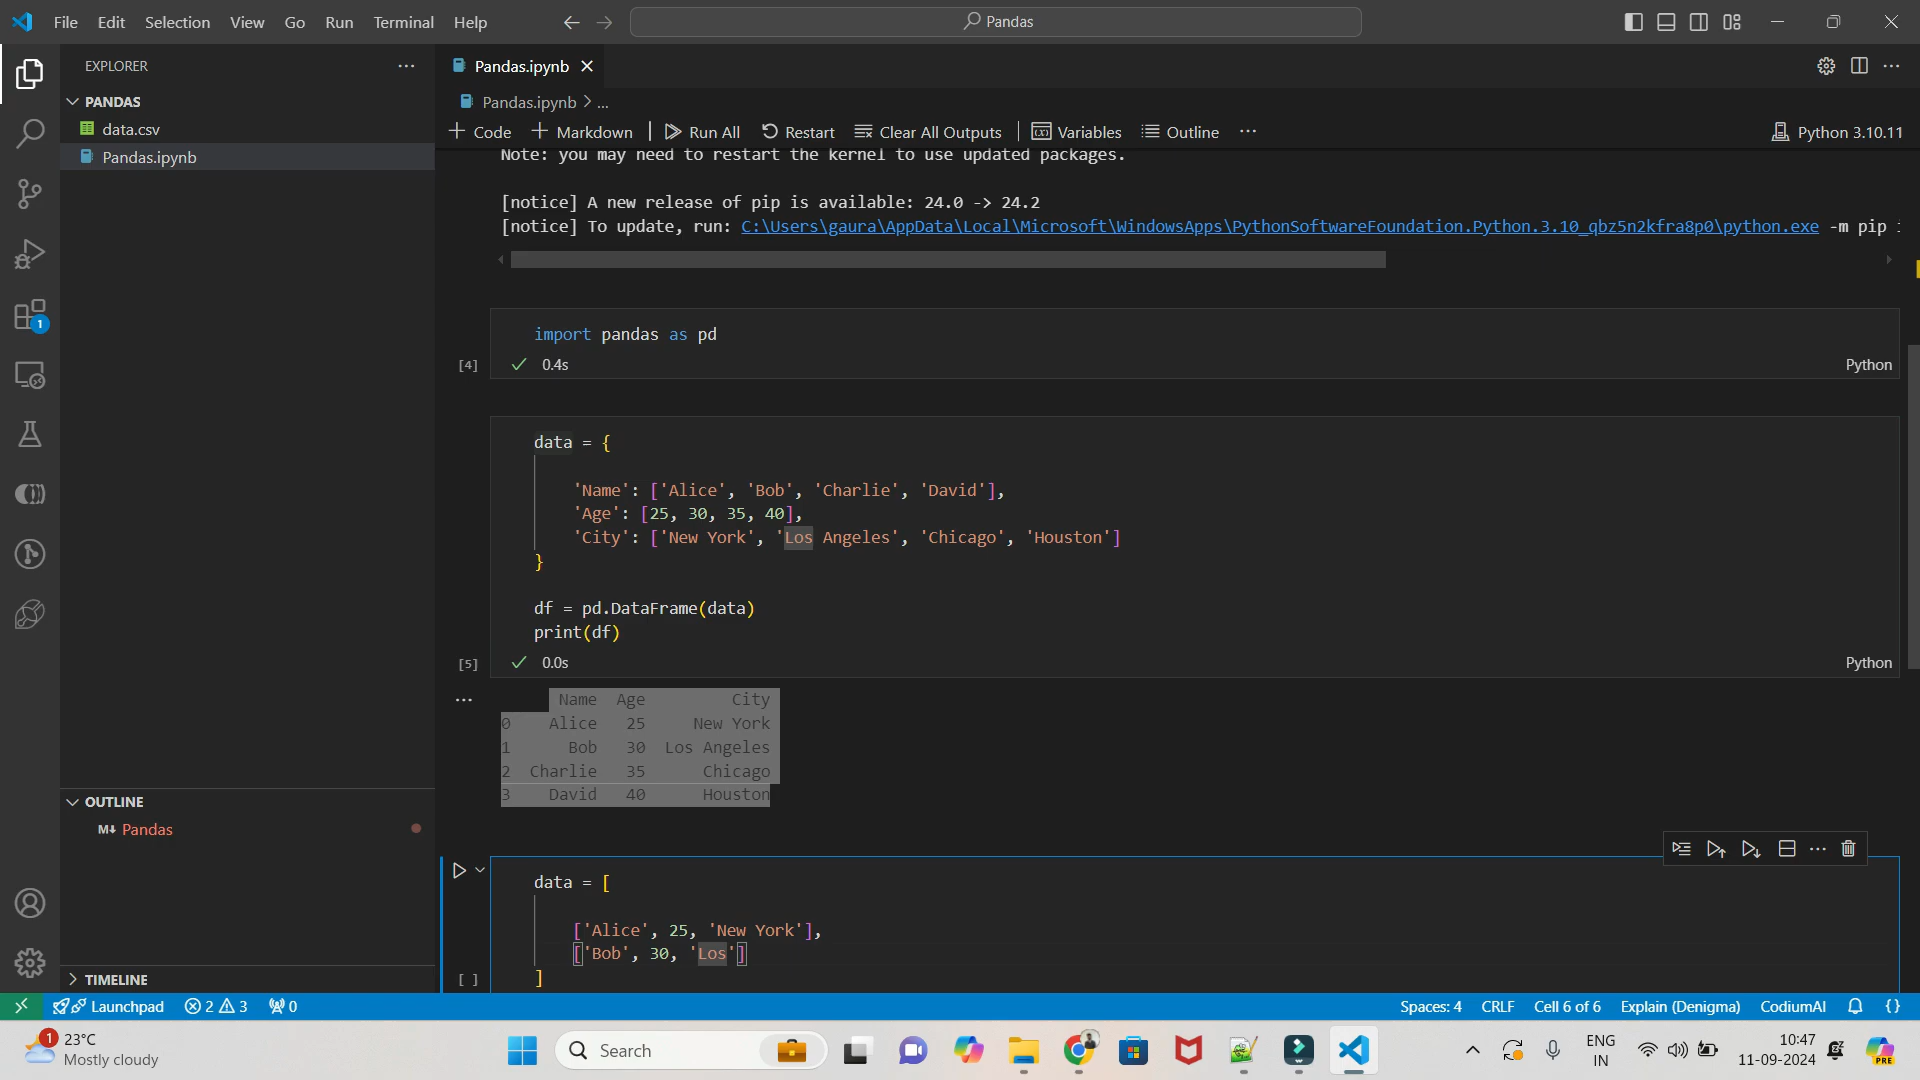 File Edit Selection View Go Run Terminal Help
Pandas
EXPLORER
PANDAS
data.csv
Pandas.ipynb
Pandas.ipynb
Pandas.ipynb > ...
Code Markdown Run All Restart Clear All Outputs Variables Outline ... Python 3.10.11
Note: you may need to restart the kernel to use updated packages.
[notice] A new release of pip is available: 24.0 -> 24.2
[notice] To update, run: C:\Users\gaura\AppData\Local\Microsoft\WindowsApps\PythonSoftwareFoundation.Python.3.10_qbz5n2kfra8p0\python.exe -m pip
import pandas as pd
[4] 0.4s Python
data = {
'Name': ['Alice', 'Bob', 'Charlie', 'David'],
'Age': [25, 30, 35, 40],
'City': ['New York', 'Los Angeles', 'Chicago', 'Houston']
}
df = pd.DataFrame(data)
print(df)
[5] 0.0s Python
Name Age City
0 Alice 25 New York
1 Bob 30 Los Angeles
2 Charlie 35 Chicago
3 David 40 Houston
data = [
['Alice', 25, 'New York'],
['Bob', 30, 'Los']
]
[ ]
1
OUTLINE
M↓ Pandas
TIMELINE
Launchpad 2 3 0
Spaces: 4 CRLF Cell 6 of 6 Explain (Denigma) CodiumAI {}
1
23°C
Mostly cloudy
Search
PRE
ENG
IN
10:47
11-09-2024